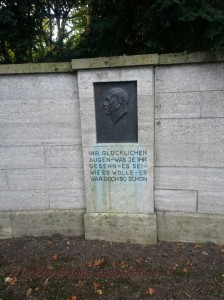 IHR GLÜCKLICHEN
AUGEN–WAS JE IHR
GESEHN–ES SEI–
WIE ES WOLLE–ES
WAR DOCH SO SCHÖN